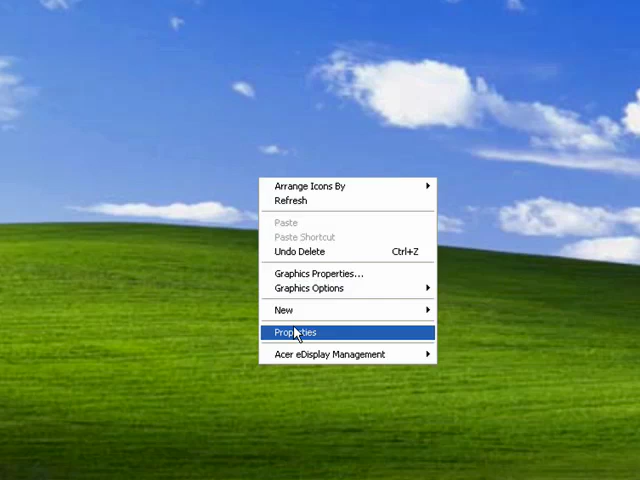 Arrange Icons By
Refresh
Paste
Paste Shortcut
Undo Delete Ctrl+Z
Graphics Properties...
Graphics Options
New
Properties
Acer eDisplay Management